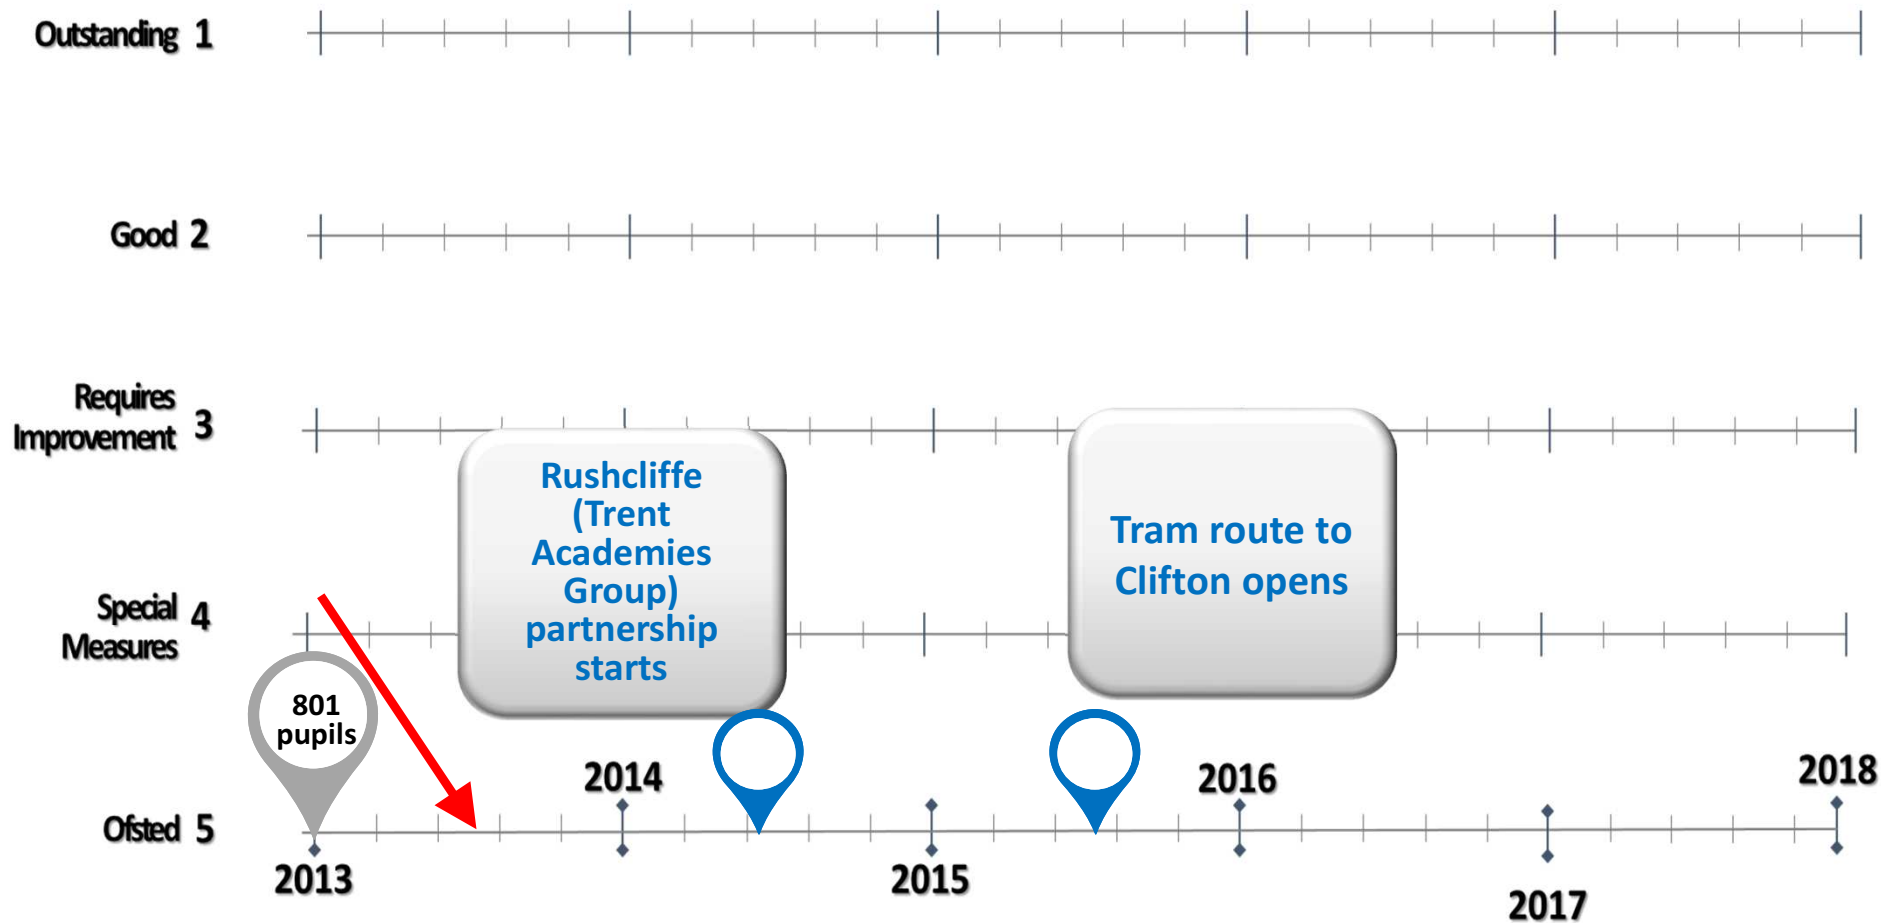 Outstanding 1
Good 2
Requires
Improvement 3
Rushcliffe
(Trent
Academies
Group)
partnership
starts
Tram route to
Clifton opens
Special
Measures 4
801
pupils
2014
2016
2018
Ofsted 5
2013
2015
2017